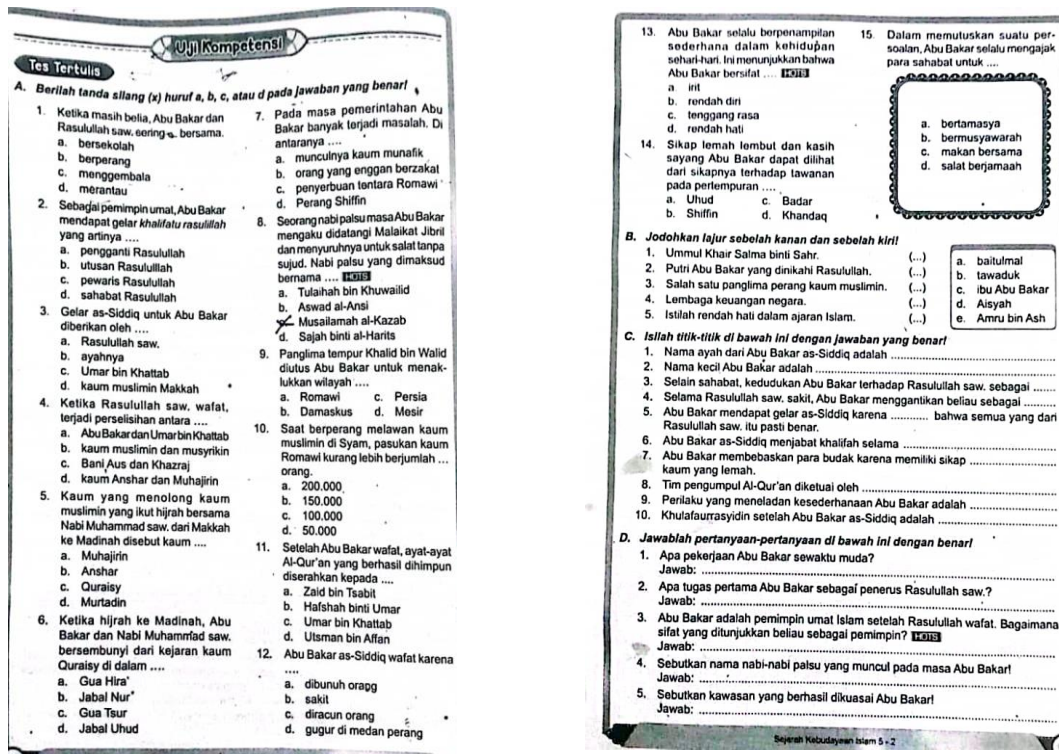 Uji Kompetensi
Tes Tertulis
A. Berilah tanda silang (x) huruf a, b, c, atau d pada jawaban yang benar!
1. Ketika masih belia, Abu Bakar dan
Rasulullah saw. sering .... bersama.
a. bersekolah
b. berperang
c. menggembala
d. merantau
2. Sebagai pemimpin umat, Abu Bakar
mendapat gelar khalifatu rasulillah
yang artinya ....
a. pengganti Rasulullah
b. utusan Rasululllah
c. pewaris Rasulullah
d. sahabat Rasulullah
3. Gelar as-Siddiq untuk Abu Bakar
diberikan oleh ....
a. Rasulullah saw.
b. ayahnya
c. Umar bin Khattab
d. kaum muslimin Makkah
4. Ketika Rasulullah saw. wafat,
terjadi perselisihan antara ....
a. Abu Bakar dan Umar bin Khattab
b. kaum muslimin dan musyrikin
c. Bani Aus dan Khazraj
d. kaum Anshar dan Muhajirin
5. Kaum yang menolong kaum
muslimin yang ikut hijrah bersama
Nabi Muhammad saw. dari Makkah
ke Madinah disebut kaum ....
a. Muhajirin
b. Anshar
c. Quraisy
d. Murtadin
6. Ketika hijrah ke Madinah, Abu
Bakar dan Nabi Muhammad saw.
bersembunyi dari kejaran kaum
Quraisy di dalam ....
a. Gua Hira'
b. Jabal Nur
c. Gua Tsur
d. Jabal Uhud
7. Pada masa pemerintahan Abu
Bakar banyak terjadi masalah. Di
antaranya ....
a. munculnya kaum munafik
b. orang yang enggan berzakat
c. penyerbuan tentara Romawi
d. Perang Shiffin
8. Seorang nabi palsu masa Abu Bakar
mengaku didatangi Malaikat Jibril
dan menyuruhnya untuk salat tanpa
sujud. Nabi palsu yang dimaksud
bernama .... HOTS
a. Tulaihah bin Khuwailid
b. Aswad al-Ansi
c. Musailamah al-Kazab
d. Sajah binti al-Harits
9. Panglima tempur Khalid bin Walid
diutus Abu Bakar untuk menak-
lukkan wilayah ....
a. Romawi c. Persia
b. Damaskus d. Mesir
10. Saat berperang melawan kaum
muslimin di Syam, pasukan kaum
Romawi kurang lebih berjumlah ...
orang.
a. 200.000
b. 150.000
c. 100.000
d. 50.000
11. Setelah Abu Bakar wafat, ayat-ayat
Al-Qur'an yang berhasil dihimpun
diserahkan kepada ....
a. Zaid bin Tsabit
b. Hafshah binti Umar
c. Umar bin Khattab
d. Utsman bin Affan
12. Abu Bakar as-Siddiq wafat karena
....
a. dibunuh orang
b. sakit
c. diracun orang
d. gugur di medan perang
13. Abu Bakar selalu berpenampilan
sederhana dalam kehidupan
sehari-hari. Ini menunjukkan bahwa
Abu Bakar bersifat .... HOTS
a irit
b. rendah diri
c. tenggang rasa
d. rendah hati
14. Sikap lemah lembut dan kasih
sayang Abu Bakar dapat dilihat
dari sikapnya terhadap tawanan
pada pertempuran ....
a. Uhud c. Badar
b. Shiffin d. Khandaq
15. Dalam memutuskan suatu per-
soalan, Abu Bakar selalu mengajak
para sahabat untuk ....
a. bertamasya
b. bermusyawarah
c. makan bersama
d. salat berjamaah
B. Jodohkan lajur sebelah kanan dan sebelah kiri!
1. Ummul Khair Salma binti Sahr. (...) a. baitulmal
2. Putri Abu Bakar yang dinikahi Rasulullah. (...) b. tawaduk
3. Salah satu panglima perang kaum muslimin. (...) c. ibu Abu Bakar
4. Lembaga keuangan negara. (...) d. Aisyah
5. Istilah rendah hati dalam ajaran Islam. (...) e. Amru bin Ash
C. Isilah titik-titik di bawah ini dengan jawaban yang benar!
1. Nama ayah dari Abu Bakar as-Siddiq adalah ....
2. Nama kecil Abu Bakar adalah ....
3. Selain sahabat, kedudukan Abu Bakar terhadap Rasulullah saw. sebagai ....
4. Selama Rasulullah saw. sakit, Abu Bakar menggantikan beliau sebagai ....
5. Abu Bakar mendapat gelar as-Siddiq karena .... bahwa semua yang dari
Rasulullah saw. itu pasti benar.
6. Abu Bakar as-Siddiq menjabat khalifah selama ....
7. Abu Bakar membebaskan para budak karena memiliki sikap ....
kaum yang lemah.
8. Tim pengumpul Al-Qur'an diketuai oleh ....
9. Perilaku yang meneladan kesederhanaan Abu Bakar adalah ....
10. Khulafaurrasyidin setelah Abu Bakar as-Siddiq adalah ....
D. Jawablah pertanyaan-pertanyaan di bawah ini dengan benar!
1. Apa pekerjaan Abu Bakar sewaktu muda?
Jawab: ....
2. Apa tugas pertama Abu Bakar sebagai penerus Rasulullah saw.?
Jawab: ....
3. Abu Bakar adalah pemimpin umat Islam setelah Rasulullah wafat. Bagaimana
sifat yang ditunjukkan beliau sebagai pemimpin? HOTS
Jawab: ....
4. Sebutkan nama nabi-nabi palsu yang muncul pada masa Abu Bakar!
Jawab: ....
5. Sebutkan kawasan yang berhasil dikuasai Abu Bakar!
Jawab: ....
Sejarah Kebudayaan Islam 5 - 2